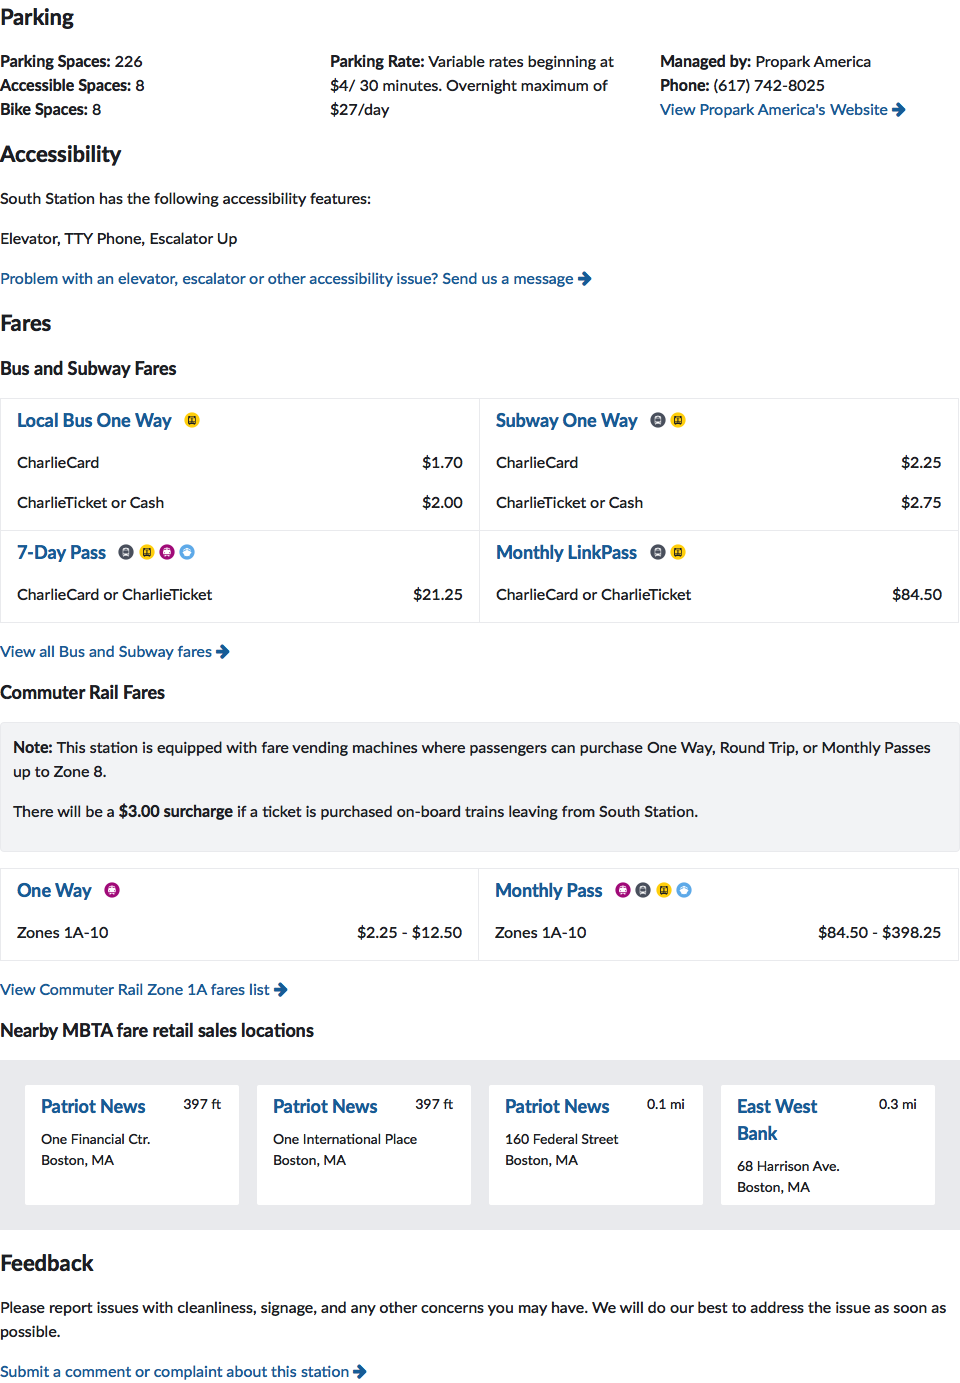 Parking
Parking Spaces: 226
Accessible Spaces: 8
Bike Spaces: 8
Parking Rate: Variable rates beginning at
$4/ 30 minutes. Overnight maximum of
$27/day
Managed by: Propark America
Phone: (617) 742-8025
View Propark America's Website
Accessibility
South Station has the following accessibility features:
Elevator, TTY Phone, Escalator Up
Problem with an elevator, escalator or other accessibility issue? Send us a message
Fares
Bus and Subway Fares
Local Bus One Way
CharlieCard $1.70
CharlieTicket or Cash $2.00
Subway One Way
CharlieCard $2.25
CharlieTicket or Cash $2.75
7-Day Pass
CharlieCard or CharlieTicket $21.25
Monthly LinkPass
CharlieCard or CharlieTicket $84.50
View all Bus and Subway fares
Commuter Rail Fares
Note: This station is equipped with fare vending machines where passengers can purchase One Way, Round Trip, or Monthly Passes
up to Zone 8.
There will be a $3.00 surcharge if a ticket is purchased on-board trains leaving from South Station.
One Way
Zones 1A-10 $2.25 - $12.50
Monthly Pass
Zones 1A-10 $84.50 - $398.25
View Commuter Rail Zone 1A fares list
Nearby MBTA fare retail sales locations
Patriot News 397 ft
One Financial Ctr.
Boston, MA
Patriot News 397 ft
One International Place
Boston, MA
Patriot News 0.1 mi
160 Federal Street
Boston, MA
East West 0.3 mi
Bank
68 Harrison Ave.
Boston, MA
Feedback
Please report issues with cleanliness, signage, and any other concerns you may have. We will do our best to address the issue as soon as
possible.
Submit a comment or complaint about this station